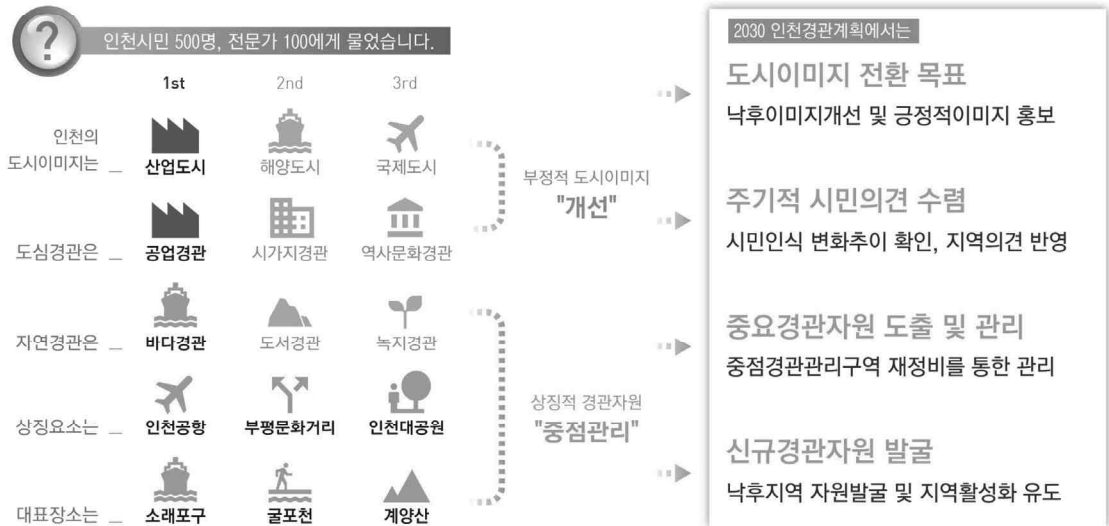 ?
인천시민 500명, 전문가 100에게 물었습니다.
1st 2nd 3rd
인천의
도시이미지는 _ 산업도시 해양도시 국제도시
도심경관은 _ 공업경관 시가지경관 역사문화경관
자연경관은 _ 바다경관 도서경관 녹지경관
상징요소는 _ 인천공항 부평문화거리 인천대공원
대표장소는 _ 소래포구 굴포천 계양산
부정적 도시이미지
"개선"
상징적 경관자원
"중점관리"
2030 인천경관계획에서는
도시이미지 전환 목표
낙후이미지개선 및 긍정적이미지 홍보
주기적 시민의견 수렴
시민인식 변화추이 확인, 지역의견 반영
중요경관자원 도출 및 관리
중점경관관리구역 재정비를 통한 관리
신규경관자원 발굴
낙후지역 자원발굴 및 지역활성화 유도